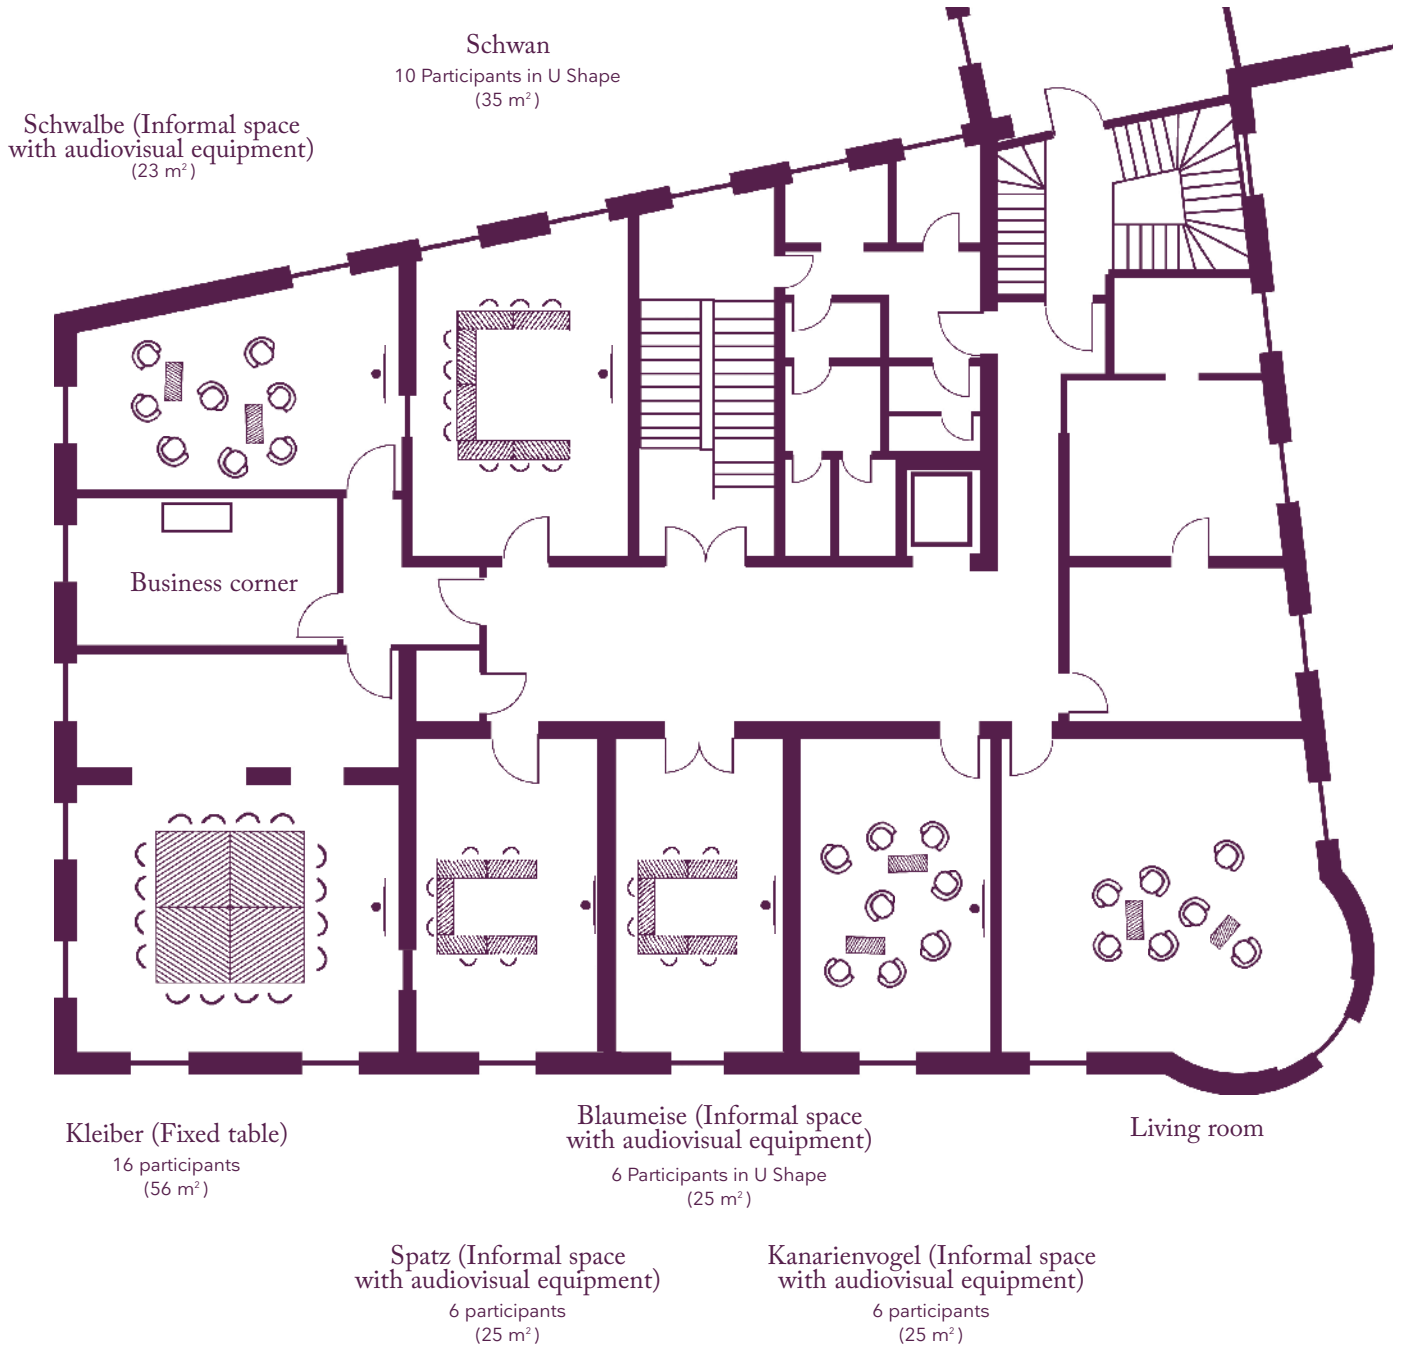 Schwan
10 Participants in U Shape
(35 m²)
Schwalbe (Informal space
with audiovisual equipment)
(23 m²)
Business corner
Kleiber (Fixed table)
16 participants
(56 m²)
Blaumeise (Informal space
with audiovisual equipment)
6 Participants in U Shape
(25 m²)
Living room
Spatz (Informal space
with audiovisual equipment)
6 participants
(25 m²)
Kanarienvogel (Informal space
with audiovisual equipment)
6 participants
(25 m²)